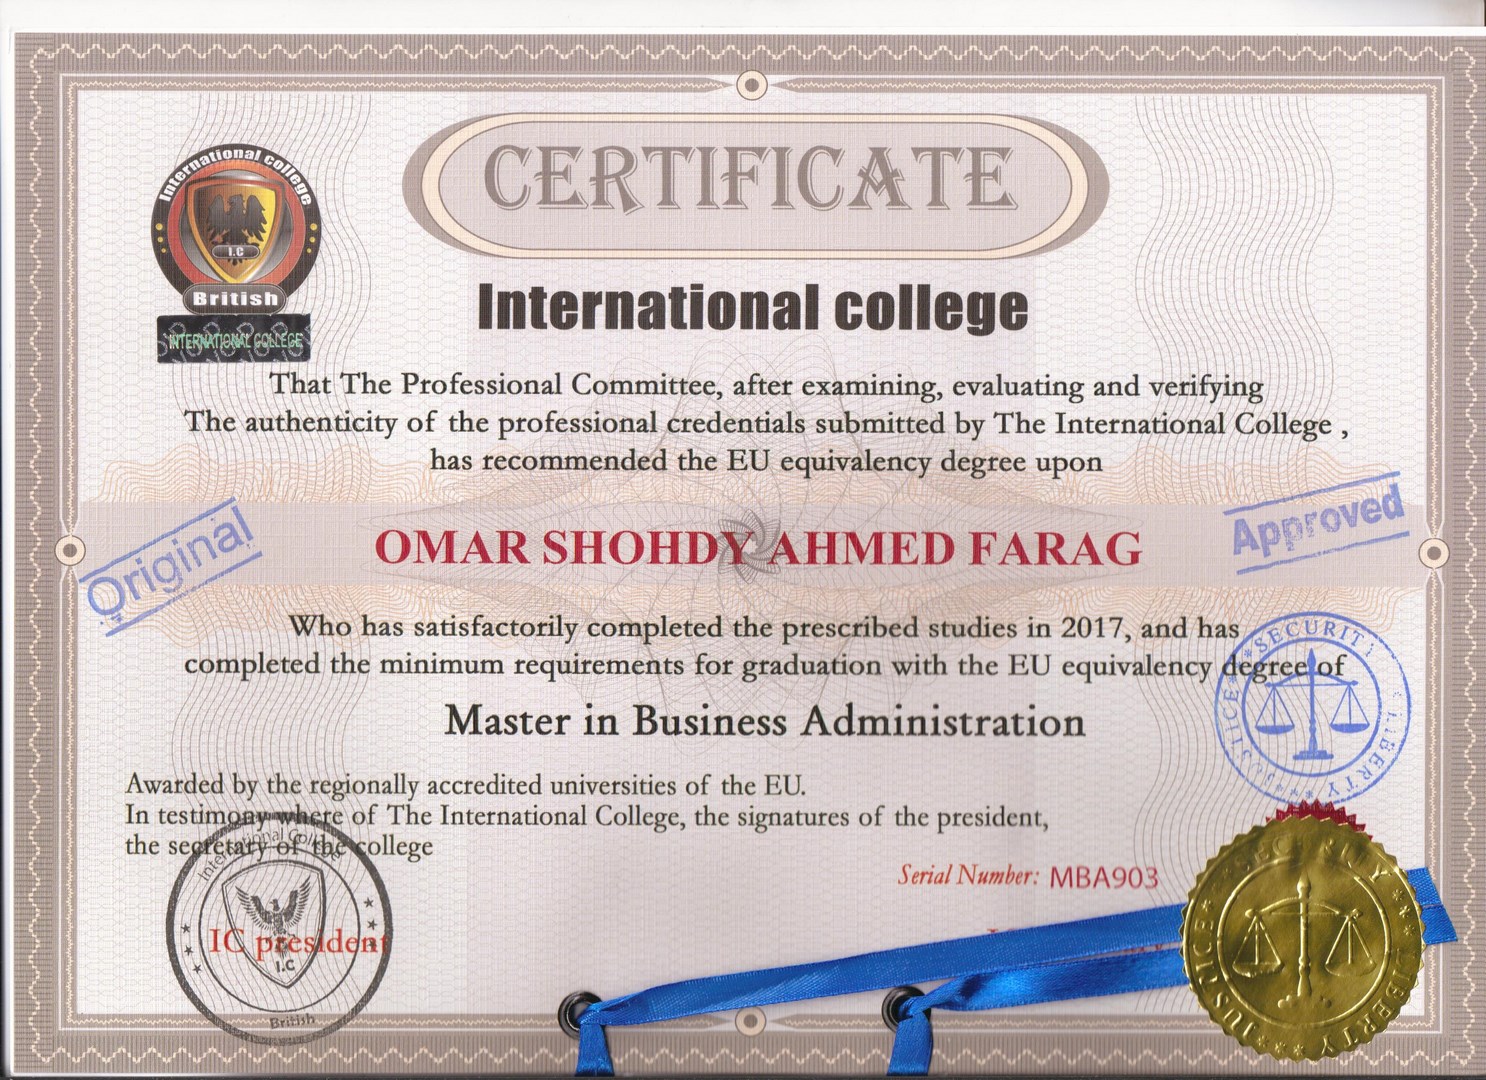 International college
I.C
British
INTERNATIONAL COLLEGE
CERTIFICATE
International college
That The Professional Committee, after examining, evaluating and verifying
The authenticity of the professional credentials submitted by The International College ,
has recommended the EU equivalency degree upon
Original
Approved
OMAR SHOHDY AHMED FARAG
Who has satisfactorily completed the prescribed studies in 2017, and has
completed the minimum requirements for graduation with the EU equivalency degree of
Master in Business Administration
SECURITY
LIBERTY
JUSTICE
Awarded by the regionally accredited universities of the EU.
In testimony where of The International College, the signatures of the president,
the secretary of the college
Serial Number: MBA903
International College
IC president
I.C
British
SECURITY
LIBERTY
JUSTICE